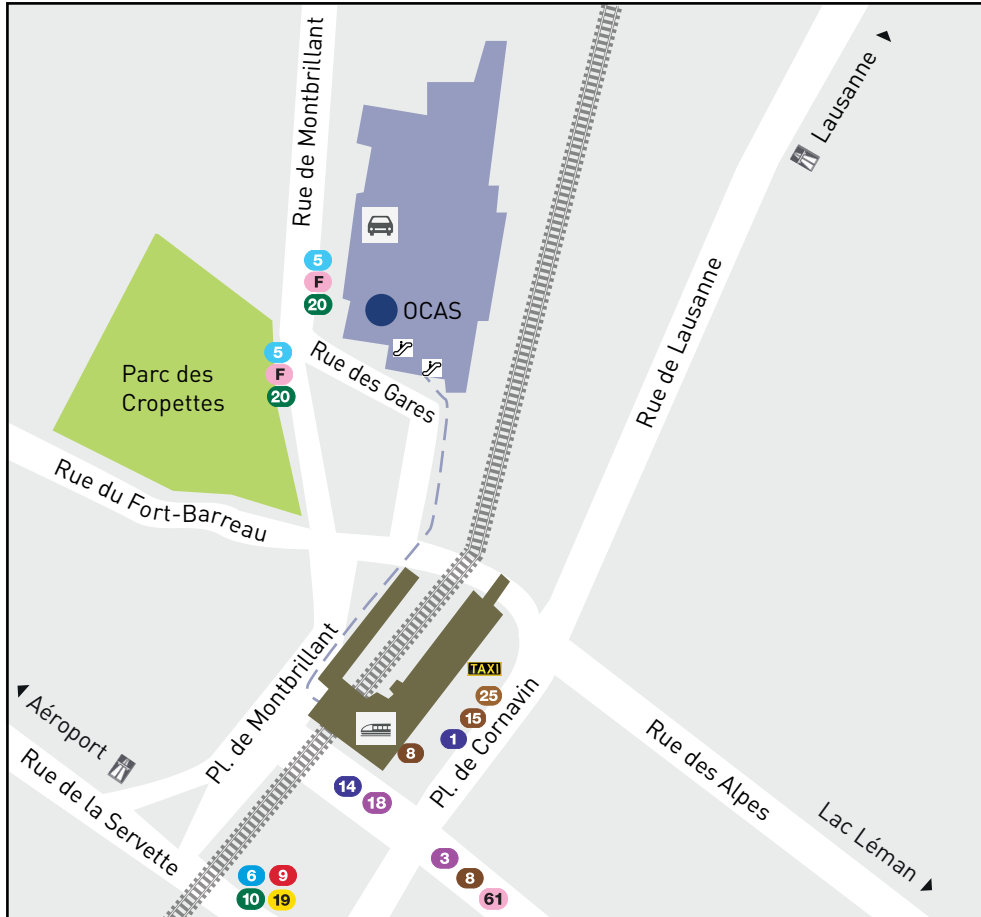 Rue de Montbrillant
Lausanne
5
F
20
OCAS
Rue de Lausanne
5
F
20
Rue des Gares
Parc des
Cropettes
Rue du Fort-Barreau
TAXI
25
15
1
8
Pl. de Montbrillant
Pl. de Cornavin
Aéroport
Rue de la Servette
14
18
Rue des Alpes
Lac Léman
3
8
61
6
9
10
19